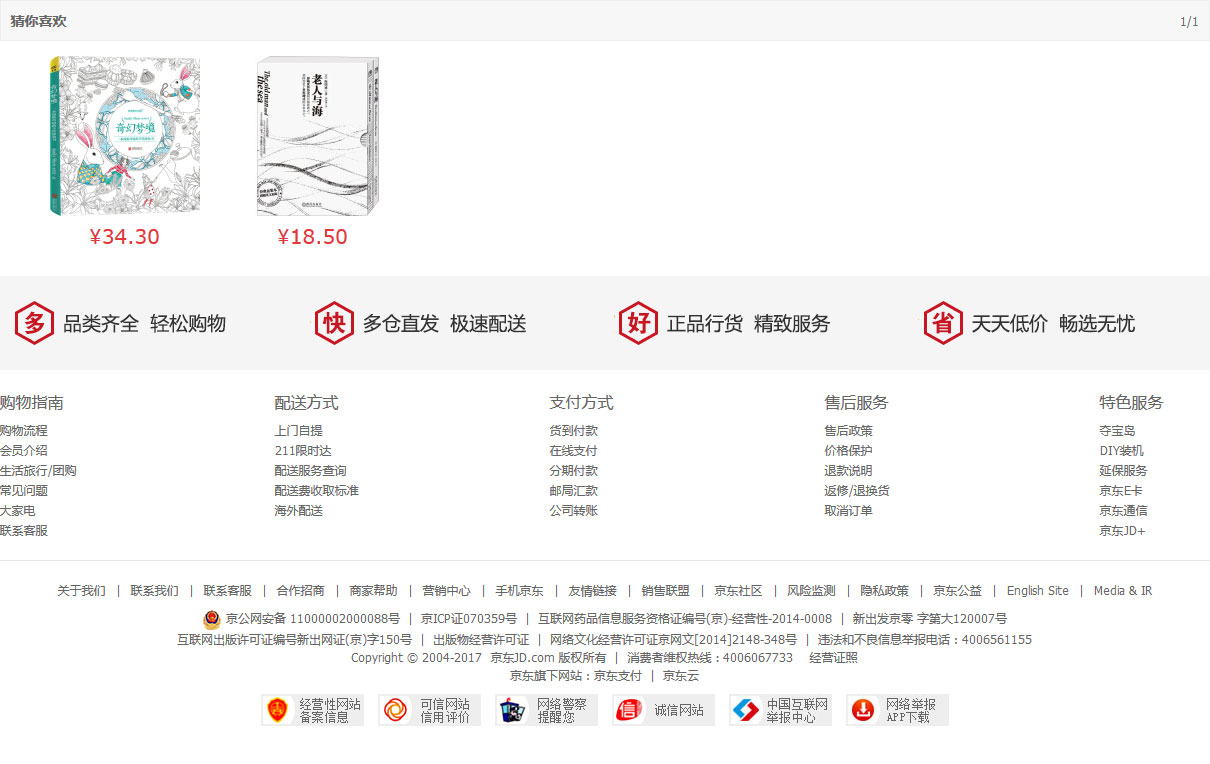 猜你喜欢 1/1
奇幻梦境
老人与海
The old man and the sea
¥34.30 ¥18.50
多 品类齐全 轻松购物 快 多仓直发 极速配送 好 正品行货 精致服务 省 天天低价 畅选无忧
购物指南 配送方式 支付方式 售后服务 特色服务
购物流程 上门自提 货到付款 售后政策 夺宝岛
会员介绍 211限时达 在线支付 价格保护 DIY装机
生活旅行/团购 配送服务查询 分期付款 退款说明 延保服务
常见问题 配送费收取标准 邮局汇款 返修/退换货 京东E卡
大家电 海外配送 公司转账 取消订单 京东通信
联系客服 京东JD+
关于我们 | 联系我们 | 联系客服 | 合作招商 | 商家帮助 | 营销中心 | 手机京东 | 友情链接 | 销售联盟 | 京东社区 | 风险监测 | 隐私政策 | 京东公益 | English Site | Media & IR
京公网安备 11000002000088号 | 京ICP证070359号 | 互联网药品信息服务资格证编号(京)-经营性-2014-0008 | 新出发京零 字第大120007号
互联网出版许可证编号新出网证(京)字150号 | 出版物经营许可证 | 网络文化经营许可证京网文[2014]2148-348号 | 违法和不良信息举报电话：4006561155
Copyright © 2004-2017 京东JD.com 版权所有 | 消费者维权热线：4006067733 经营证照
京东旗下网站：京东支付 | 京东云
经营性网站 可信网站 网络警察 信 诚信网站 中国互联网 网络举报
备案信息 信用评价 提醒您 举报中心 APP下载